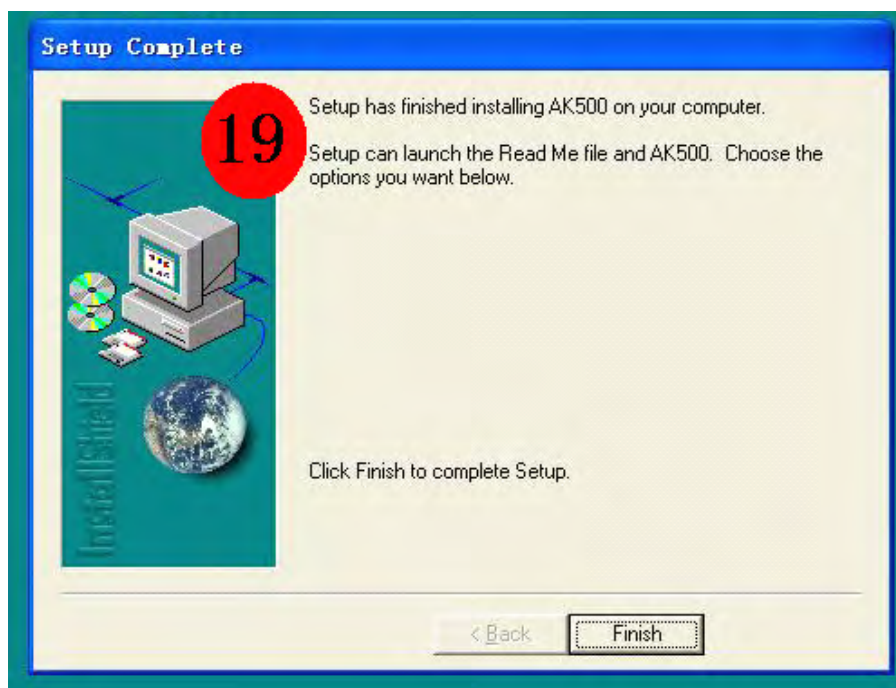 Setup Complete
19
Setup has finished installing AK500 on your computer.
Setup can launch the Read Me file and AK500. Choose the
options you want below.
InstallShield
Click Finish to complete Setup.
< Back
Finish